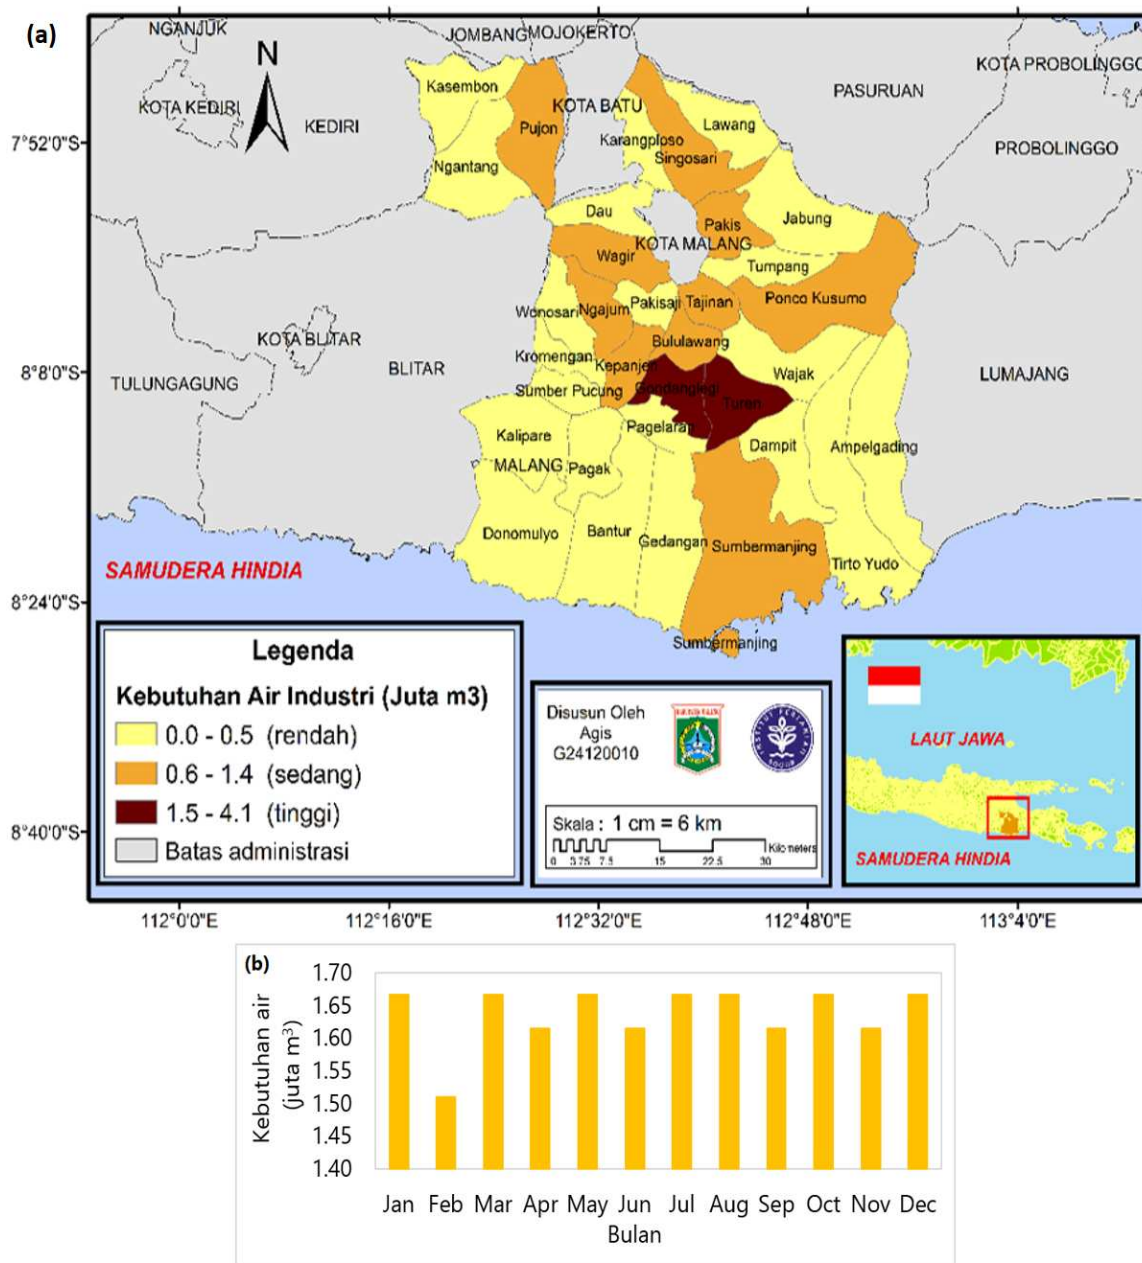 (a)
NGANJUK
JOMBANG
MOJOKERTO
KOTA PROBOLINGGO
N
KOTA KEDIRI
KEDIRI
Kasembon
Pujon
KOTA BATU
PASURUAN
Lawang
Karangploso
Singosari
PROBOLINGGO
Ngantang
Dau
Pakis
Jabung
KOTA MALANG
Wagir
Tumpang
Wonosari
Ngajum
Pakisaji
Tajinan
Ponco Kusumo
KOTA BLITAR
BLITAR
Kromengan
Bululawang
Kepanjen
Wajak
TULUNGAGUNG
LUMAJANG
Sumber Pucung
Gondanglegi
Turen
Pagelaran
Kalipare
Dampit
Ampelgading
MALANG
Pagak
Donomulyo
Bantur
Gedangan
Sumbermanjing
Tirto Yudo
SAMUDERA HINDIA
Sumbermanjing
7°52'0"S
8°8'0"S
8°24'0"S
8°40'0"S
Legenda
Kebutuhan Air Industri (Juta m3)
0.0 - 0.5 (rendah)
0.6 - 1.4 (sedang)
1.5 - 4.1 (tinggi)
Batas administrasi
Disusun Oleh
Agis
G24120010
INSTITUT PERTANIAN
BOGOR
Skala : 1 cm = 6 km
Kilometers
0 3.75 7.5 15 22.5 30
LAUT JAWA
SAMUDERA HINDIA
112°0'0"E 112°16'0"E 112°32'0"E 112°48'0"E 113°4'0"E
(b)
Kebutuhan air
(juta m³)
1.70
1.65
1.60
1.55
1.50
1.45
1.40
Jan Feb Mar Apr May Jun Jul Aug Sep Oct Nov Dec
Bulan